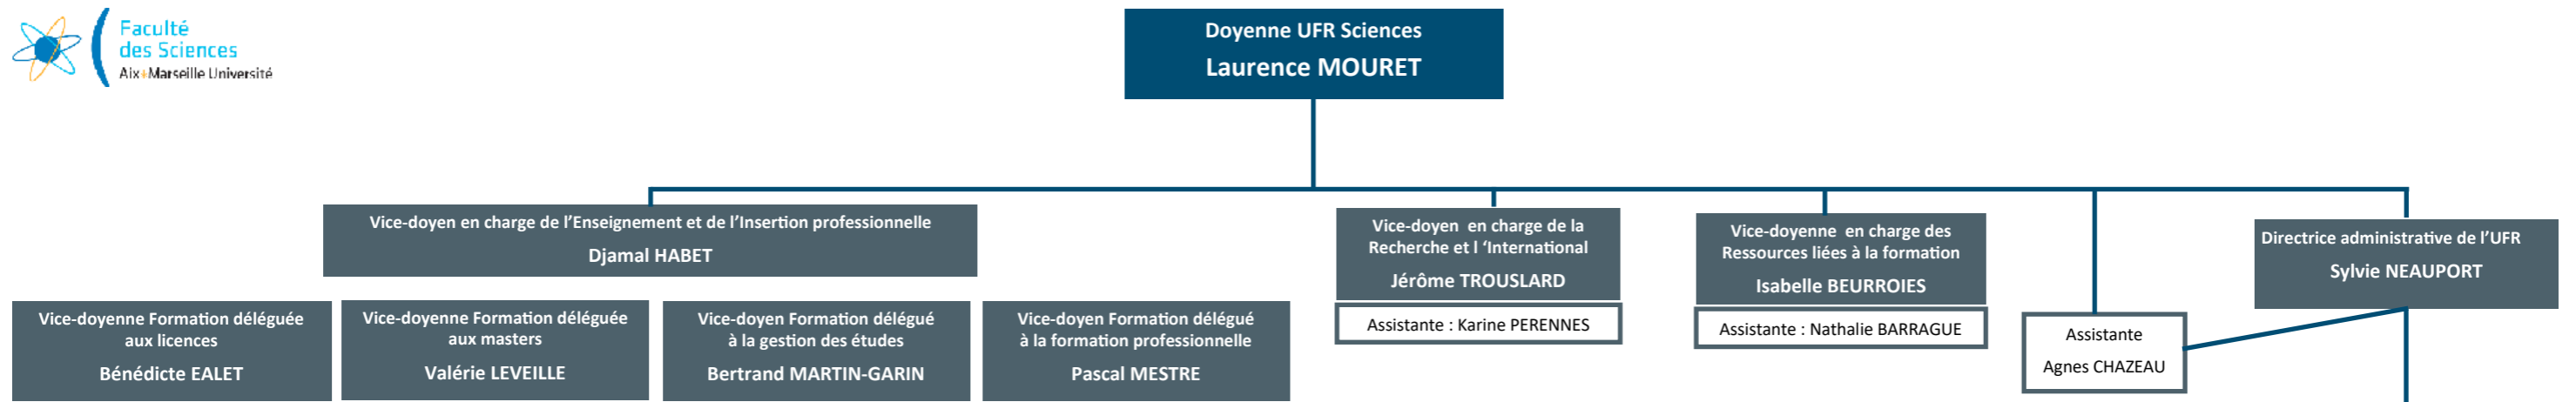 Faculté
des Sciences
Aix+Marseille Université
Doyenne UFR Sciences
Laurence MOURET
Vice-doyen en charge de l’Enseignement et de l’Insertion professionnelle
Djamal HABET
Vice-doyen en charge de la
Recherche et l ‘International
Jérôme TROUSLARD
Assistante : Karine PERENNES
Vice-doyenne en charge des
Ressources liées à la formation
Isabelle BEURROIES
Assistante : Nathalie BARRAGUE
Directrice administrative de l’UFR
Sylvie NEAUPORT
Assistante
Agnes CHAZEAU
Vice-doyenne Formation déléguée
aux licences
Bénédicte EALET
Vice-doyenne Formation déléguée
aux masters
Valérie LEVEILLE
Vice-doyen Formation délégué
à la gestion des études
Bertrand MARTIN-GARIN
Vice-doyen Formation délégué
à la formation professionnelle
Pascal MESTRE